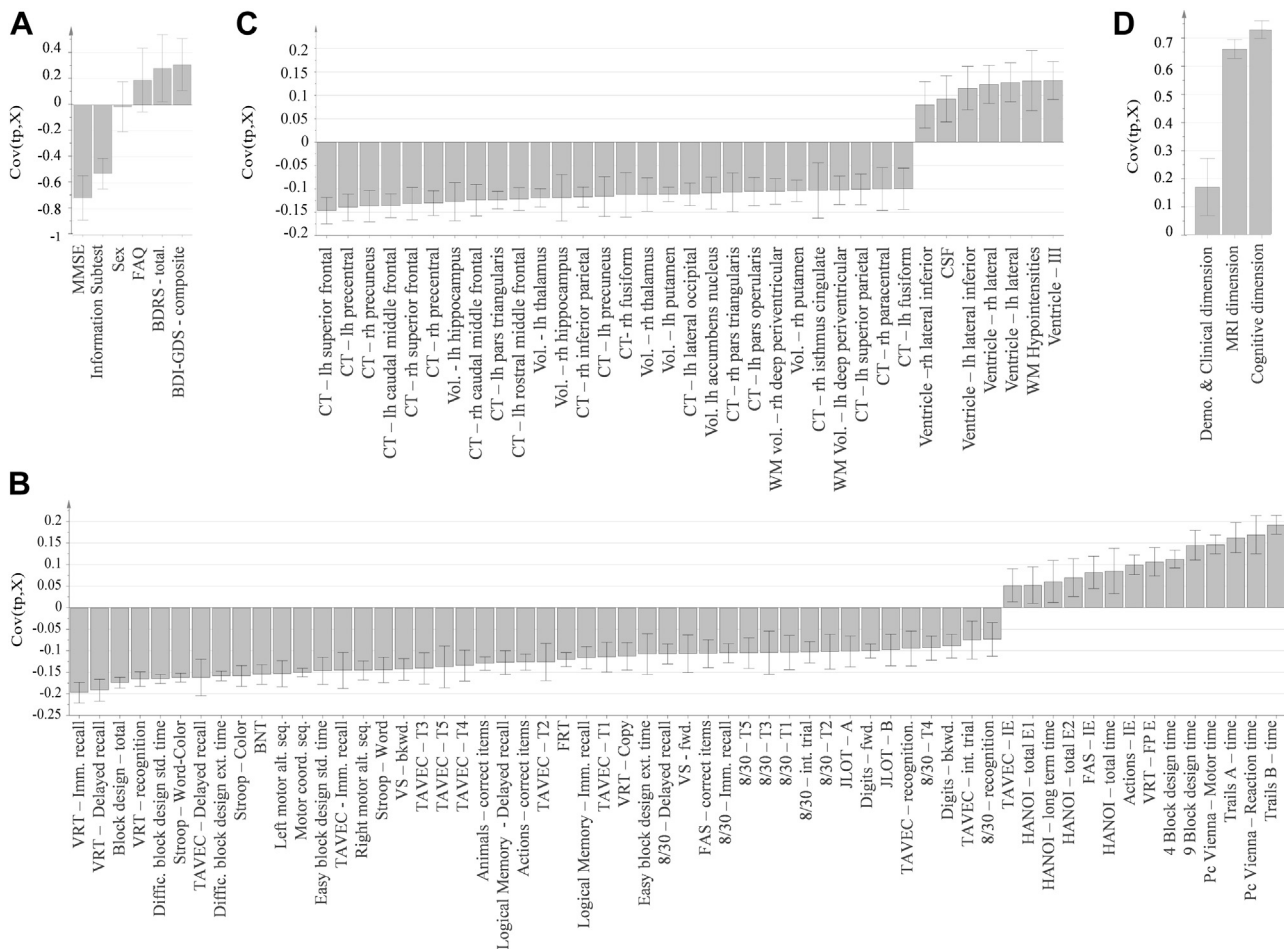 A
Cov(tp,X)
0.4
0.2
0
-0.2
-0.4
-0.6
-0.8
-1
MMSE
Information Subtest
Sex
FAQ
BDRS - total.
BDI-GDS - composite
C
Cov(tp,X)
0.2
0.15
0.1
0.05
0
-0.05
-0.1
-0.15
-0.2
CT – lh superior frontal
CT – lh precentral
CT – rh precuneus
CT – lh caudal middle frontal
CT – rh superior frontal
CT – rh precentral
Vol. - lh hippocampus
CT – rh caudal middle frontal
CT – lh pars triangularis
CT – lh rostral middle frontal
Vol. - lh thalamus
Vol. – rh hippocampus
CT – rh inferior parietal
CT – lh precuneus
CT- rh fusiform
Vol. – rh thalamus
Vol. – lh putamen
CT – lh lateral occipital
Vol. lh accumbens nucleus
CT – rh pars triangularis
CT – lh pars operularis
WM vol. – rh deep periventricular
Vol. – rh putamen
CT – rh isthmus cingulate
WM Vol. – lh deep periventricular
CT – lh superior parietal
CT – rh paracentral
CT – lh fusiform
Ventricle –rh lateral inferior
CSF
Ventricle – lh lateral inferior
Ventricle – rh lateral
Ventricle – lh lateral
WM Hypointensities
Ventricle – III
D
Cov(tp,X)
0.7
0.6
0.5
0.4
0.3
0.2
0.1
0
Demo. & Clinical dimension
MRI dimension
Cognitive dimension
B
Cov(tp,X)
0.2
0.15
0.1
0.05
0
-0.05
-0.1
-0.15
-0.2
-0.25
VRT – Imm. recall
VRT – Delayed recall
Block design – total
VRT – recognition
Diffic. block design std. time
Stroop – Word-Color
TAVEC – Delayed recall
Diffic. block design ext. time
Stroop – Color
BNT
Left motor alt. seq.
Motor coord. seq.
Easy block design std. time
TAVEC - Imm. recall
Right motor alt. seq.
Stroop – Word
VS – bkwd.
TAVEC – T3
TAVEC – T5
TAVEC – T4
Animals – correct items
Logical Memory - Delayed recall
Actions – correct items
TAVEC – T2
FRT
Logical Memory – Imm. recall
TAVEC – T1
VRT – Copy
Easy block design ext. time
8/30 – Delayed recall
VS - fwd.
FAS – correct items
8/30 – Imm. recall
8/30 – T5
8/30 – T3
8/30 – T1
8/30 – int. trial
8/30 – T2
JLOT – A
Digits – fwd.
JLOT – B
TAVEC – recognition.
8/30 – T4
Digits – bkwd.
TAVEC – int. trial
8/30 – recognition
TAVEC – IE
HANOI – total E1
HANOI – long term time
HANOI – total E2
FAS – IE
HANOI – total time
Actions – IE
VRT – FP E
4 Block design time
9 Block design time
Pc Vienna – Motor time
Trails A – time
Pc Vienna – Reaction time
Trails B – time